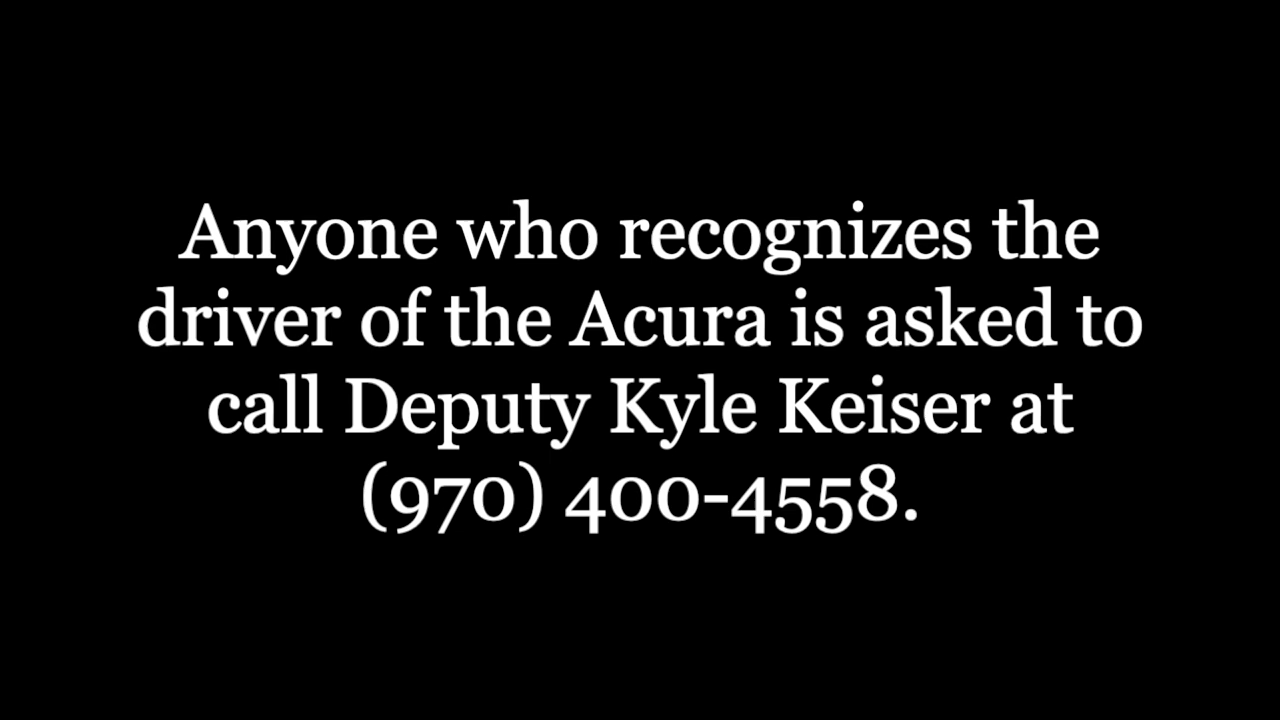 Anyone who recognizes the
driver of the Acura is asked to
call Deputy Kyle Keiser at
(970) 400-4558.